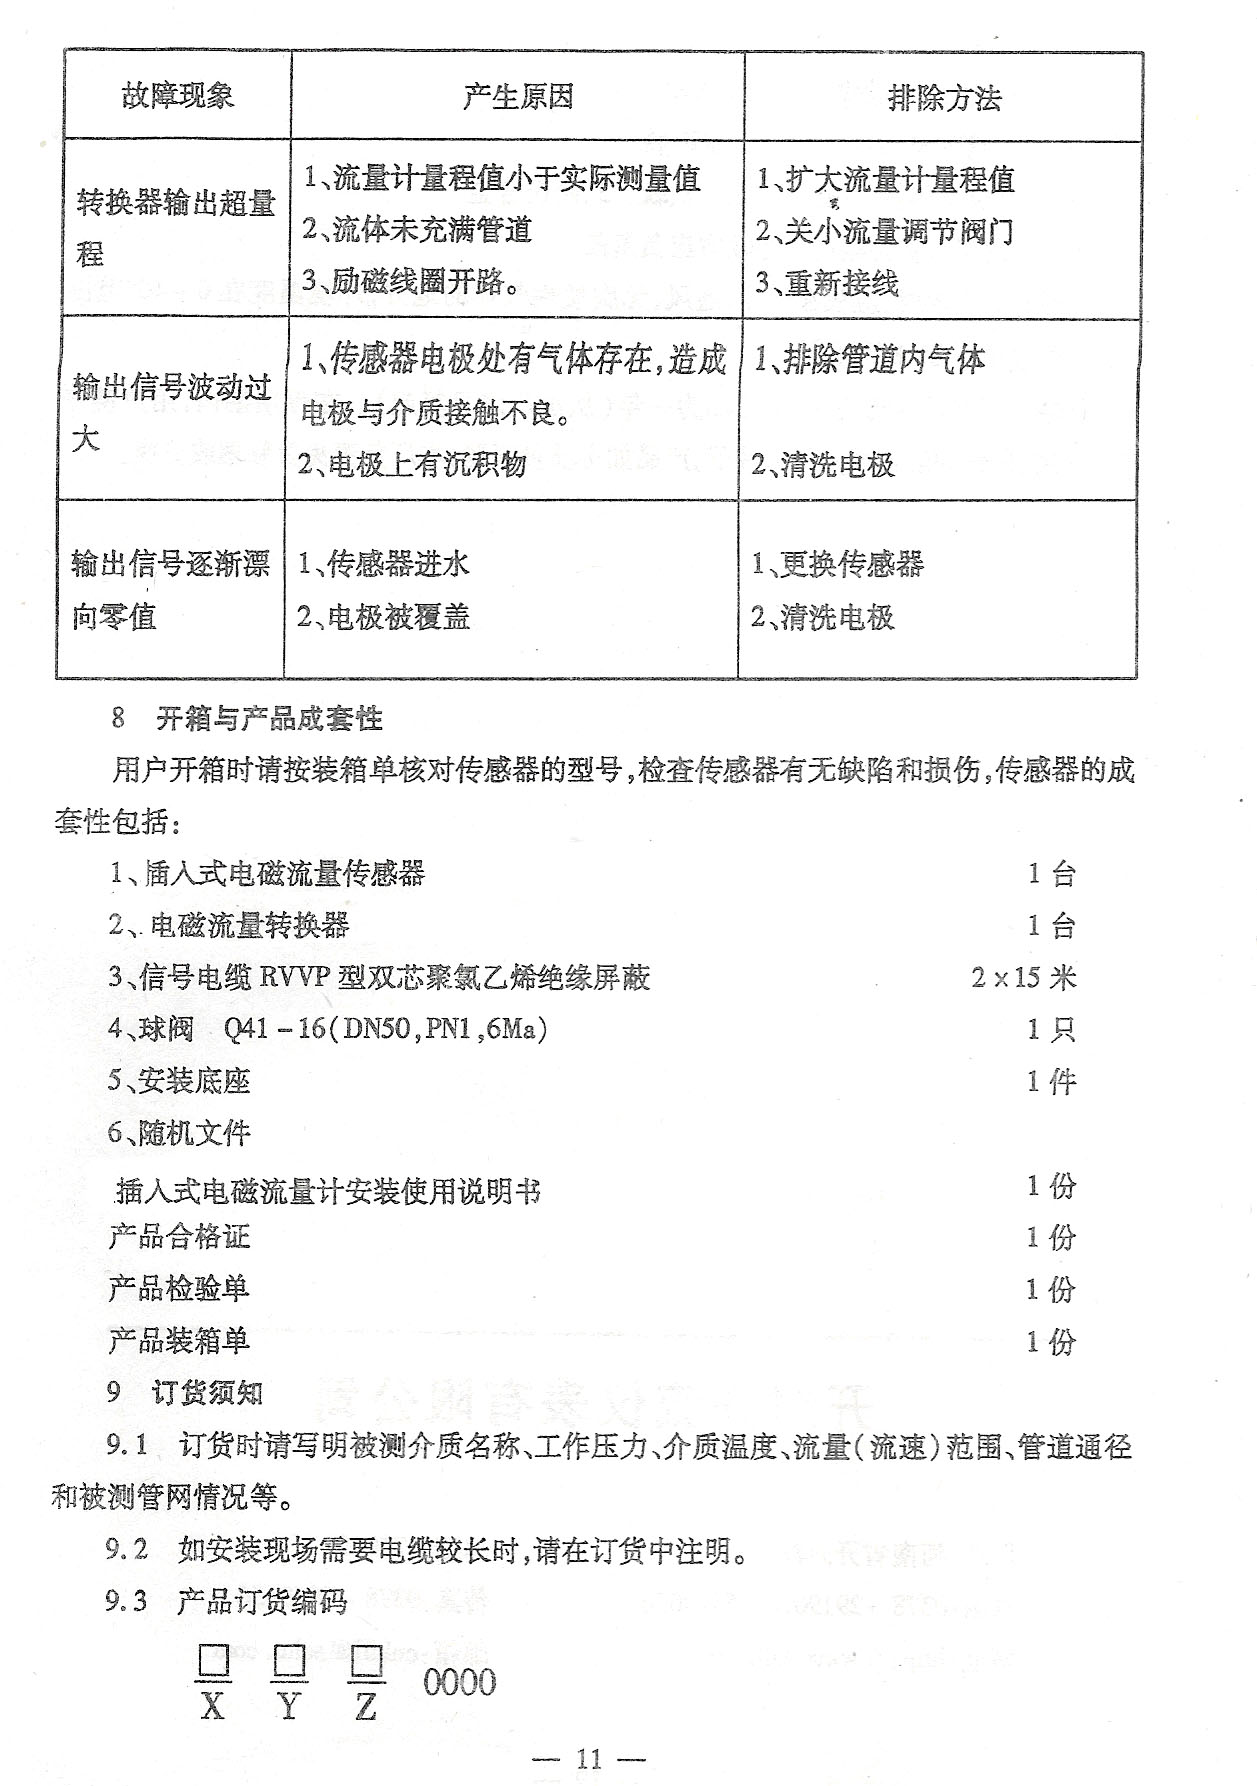 故障现象 产生原因 排除方法
转换器输出超量
程
1、流量计量程值小于实际测量值
2、流体未充满管道
3、励磁线圈开路。
1、扩大流量计量程值
2、关小流量调节阀门
3、重新接线
输出信号波动过
大
1、传感器电极处有气体存在,造成
电极与介质接触不良。
2、电极上有沉积物
1、排除管道内气体
2、清洗电极
输出信号逐渐漂
向零值
1、传感器进水
2、电极被覆盖
1、更换传感器
2、清洗电极
8 开箱与产品成套性
用户开箱时请按装箱单核对传感器的型号,检查传感器有无缺陷和损伤,传感器的成
套性包括:
1、插入式电磁流量传感器 1 台
2、电磁流量转换器 1 台
3、信号电缆 RVVP 型双芯聚氯乙烯绝缘屏蔽 2×15 米
4、球阀 Q41-16(DN50,PN1,6Ma) 1 只
5、安装底座 1 件
6、随机文件
插入式电磁流量计安装使用说明书 1 份
产品合格证 1 份
产品检验单 1 份
产品装箱单 1 份
9 订货须知
9.1 订货时请写明被测介质名称、工作压力、介质温度、流量(流速)范围、管道通径
和被测管网情况等。
9.2 如安装现场需要电缆较长时,请在订货中注明。
9.3 产品订货编码
□ □ □ 0000
X Y Z
— 11 —